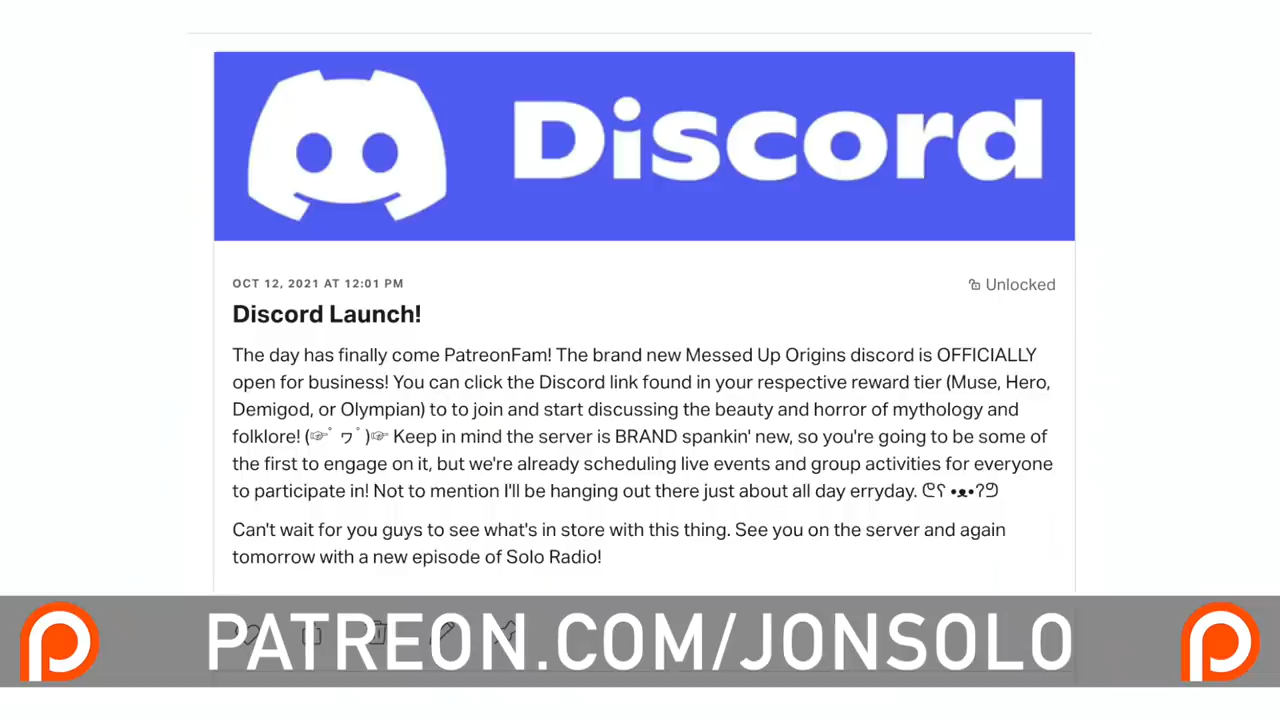 Discord
OCT 12, 2021 AT 12:01 PM
Unlocked
Discord Launch!
The day has finally come PatreonFam! The brand new Messed Up Origins discord is OFFICIALLY
open for business! You can click the Discord link found in your respective reward tier (Muse, Hero,
Demigod, or Olympian) to to join and start discussing the beauty and horror of mythology and
folklore! (☞ﾟヮﾟ)☞ Keep in mind the server is BRAND spankin' new, so you're going to be some of
the first to engage on it, but we're already scheduling live events and group activities for everyone
to participate in! Not to mention I'll be hanging out there just about all day erryday. ᕦʕ •ᴥ•ʔᕤ
Can't wait for you guys to see what's in store with this thing. See you on the server and again
tomorrow with a new episode of Solo Radio!
PATREON.COM/JONSOLO